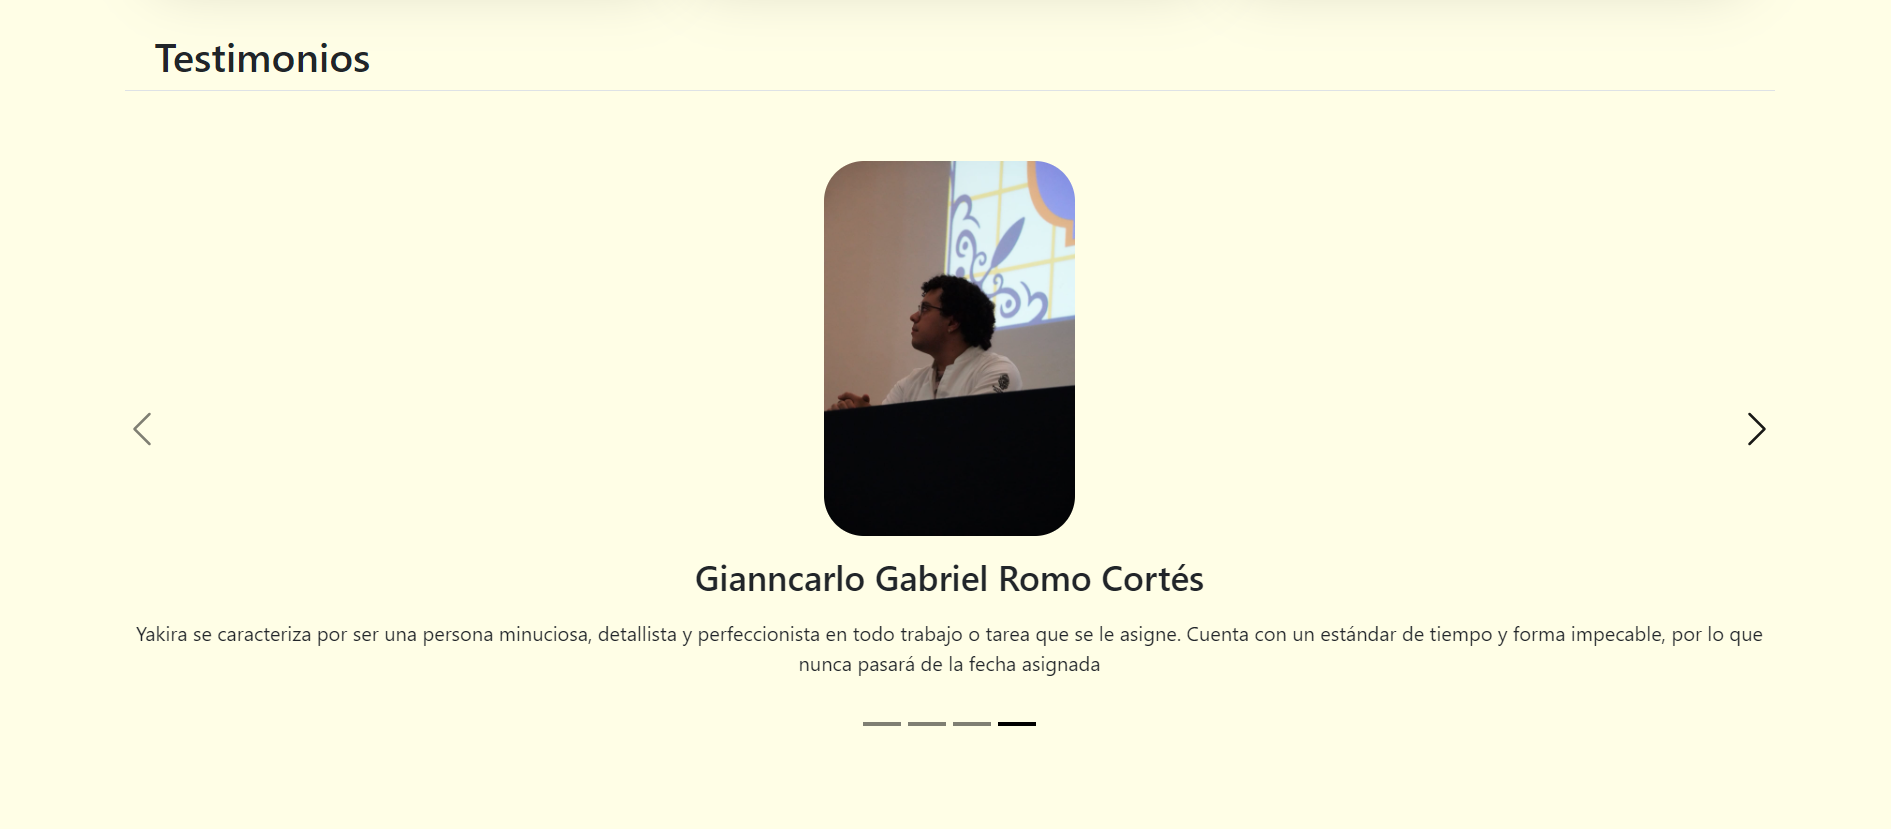 Testimonios
Gianncarlo Gabriel Romo Cortés
Yakira se caracteriza por ser una persona minuciosa, detallista y perfeccionista en todo trabajo o tarea que se le asigne. Cuenta con un estándar de tiempo y forma impecable, por lo que
nunca pasará de la fecha asignada